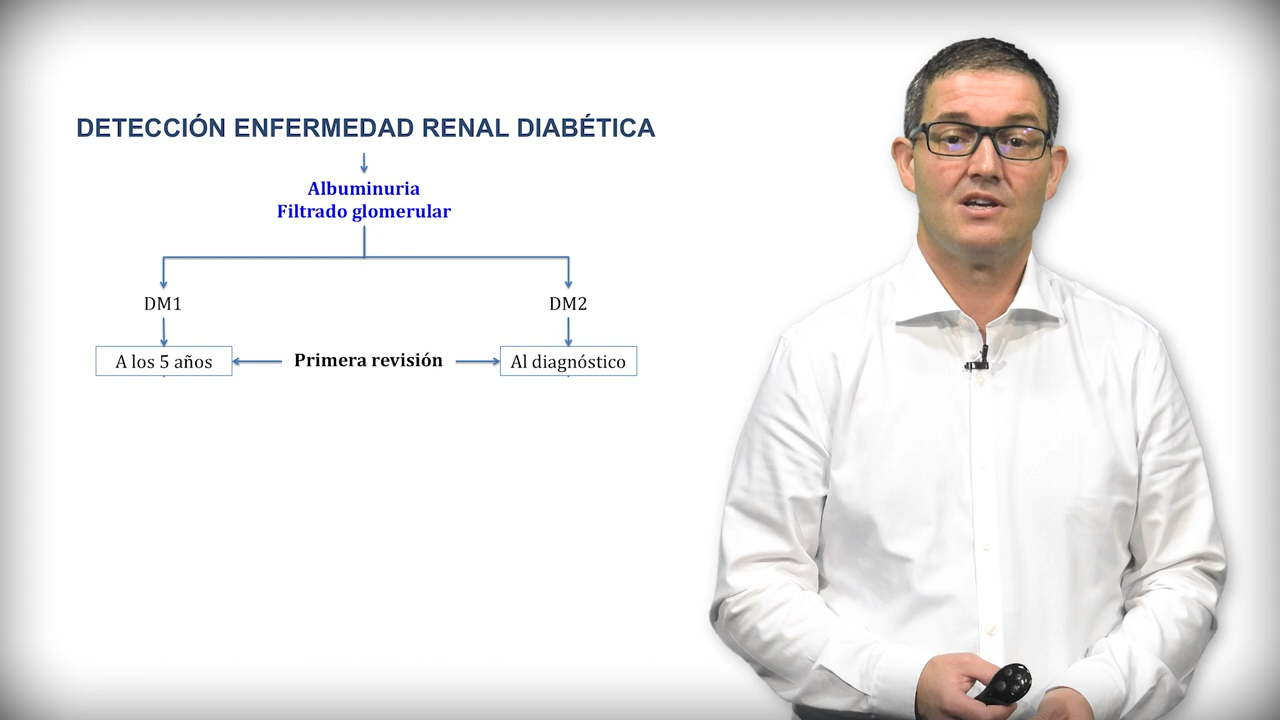 DETECCIÓN ENFERMEDAD RENAL DIABÉTICA
Albuminuria
Filtrado glomerular
DM1
DM2
A los 5 años
Primera revisión
Al diagnóstico